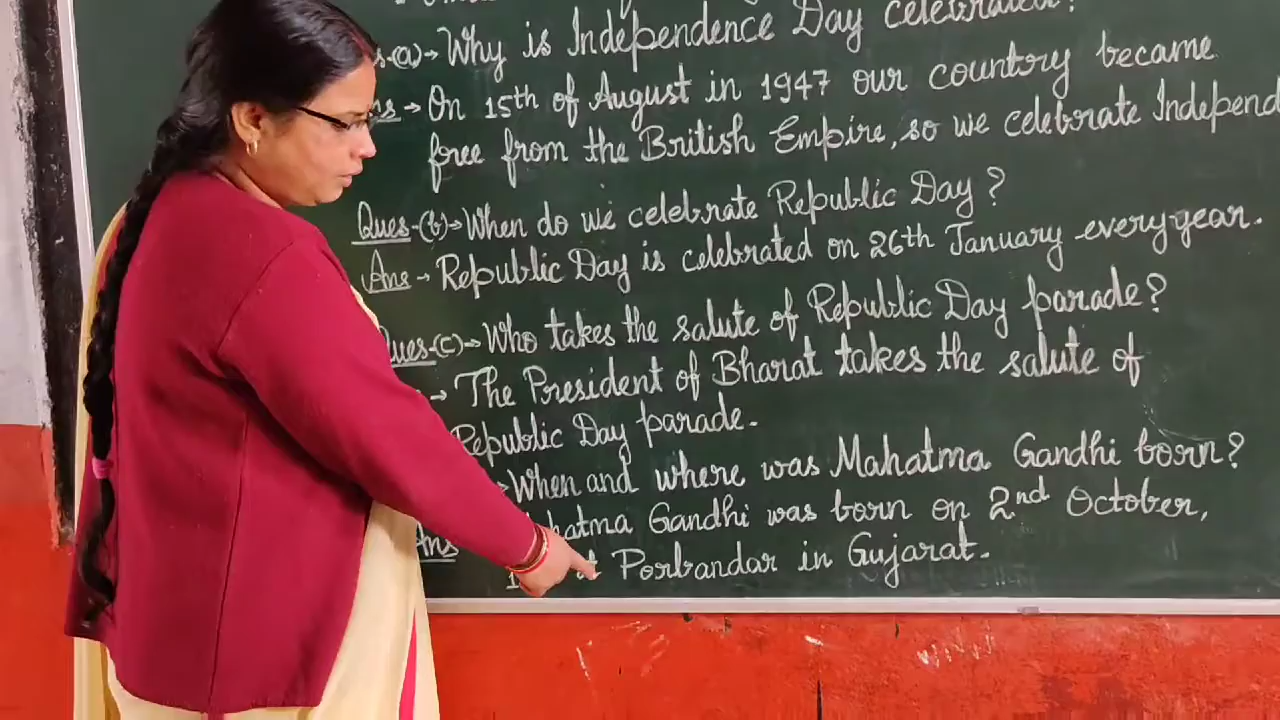 (a)→ Why is Independence Day celebrated?
→ On 15th of August in 1947 our country became
free from the British Empire, so we celebrate Independ
Ques-(b)→ When do we celebrate Republic Day?
Ans → Republic Day is celebrated on 26th January every year.
Ques-(c)→ Who takes the salute of Republic Day parade?
→ The President of Bharat takes the salute of
Republic Day parade.
When and where was Mahatma Gandhi born?
Ans Gandhi was born on 2nd October,
at Porbandar in Gujarat.